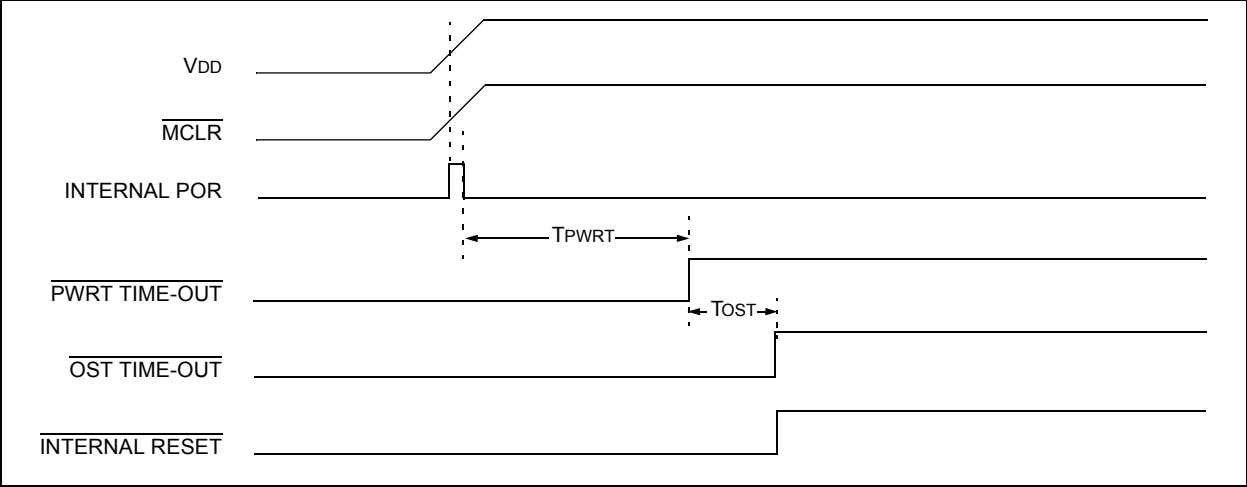 VDD
MCLR
INTERNAL POR
TPWRT
PWRT TIME-OUT
TOST
OST TIME-OUT
INTERNAL RESET